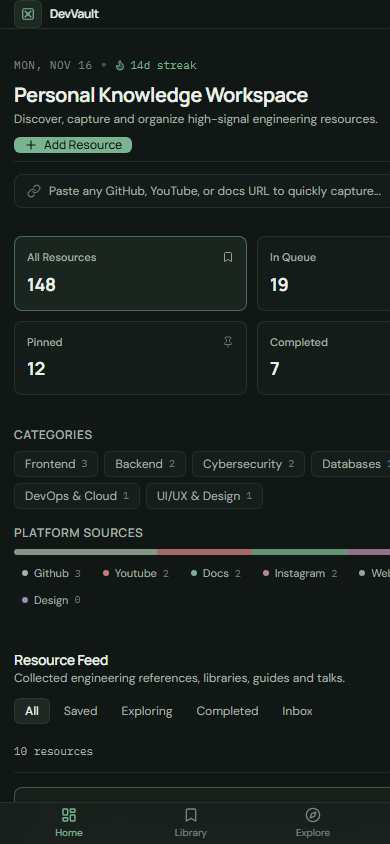 DevVault
MON, NOV 16 • 14d streak
Personal Knowledge Workspace
Discover, capture and organize high-signal engineering resources.
+ Add Resource
Paste any GitHub, YouTube, or docs URL to quickly capture...
All Resources
148
In Queue
19
Pinned
12
Completed
7
CATEGORIES
Frontend 3 Backend 2 Cybersecurity 2 Databases
DevOps & Cloud 1 UI/UX & Design 1
PLATFORM SOURCES
Github 3 Youtube 2 Docs 2 Instagram 2
Design 0
Resource Feed
Collected engineering references, libraries, guides and talks.
All Saved Exploring Completed Inbox
10 resources
Home Library Explore